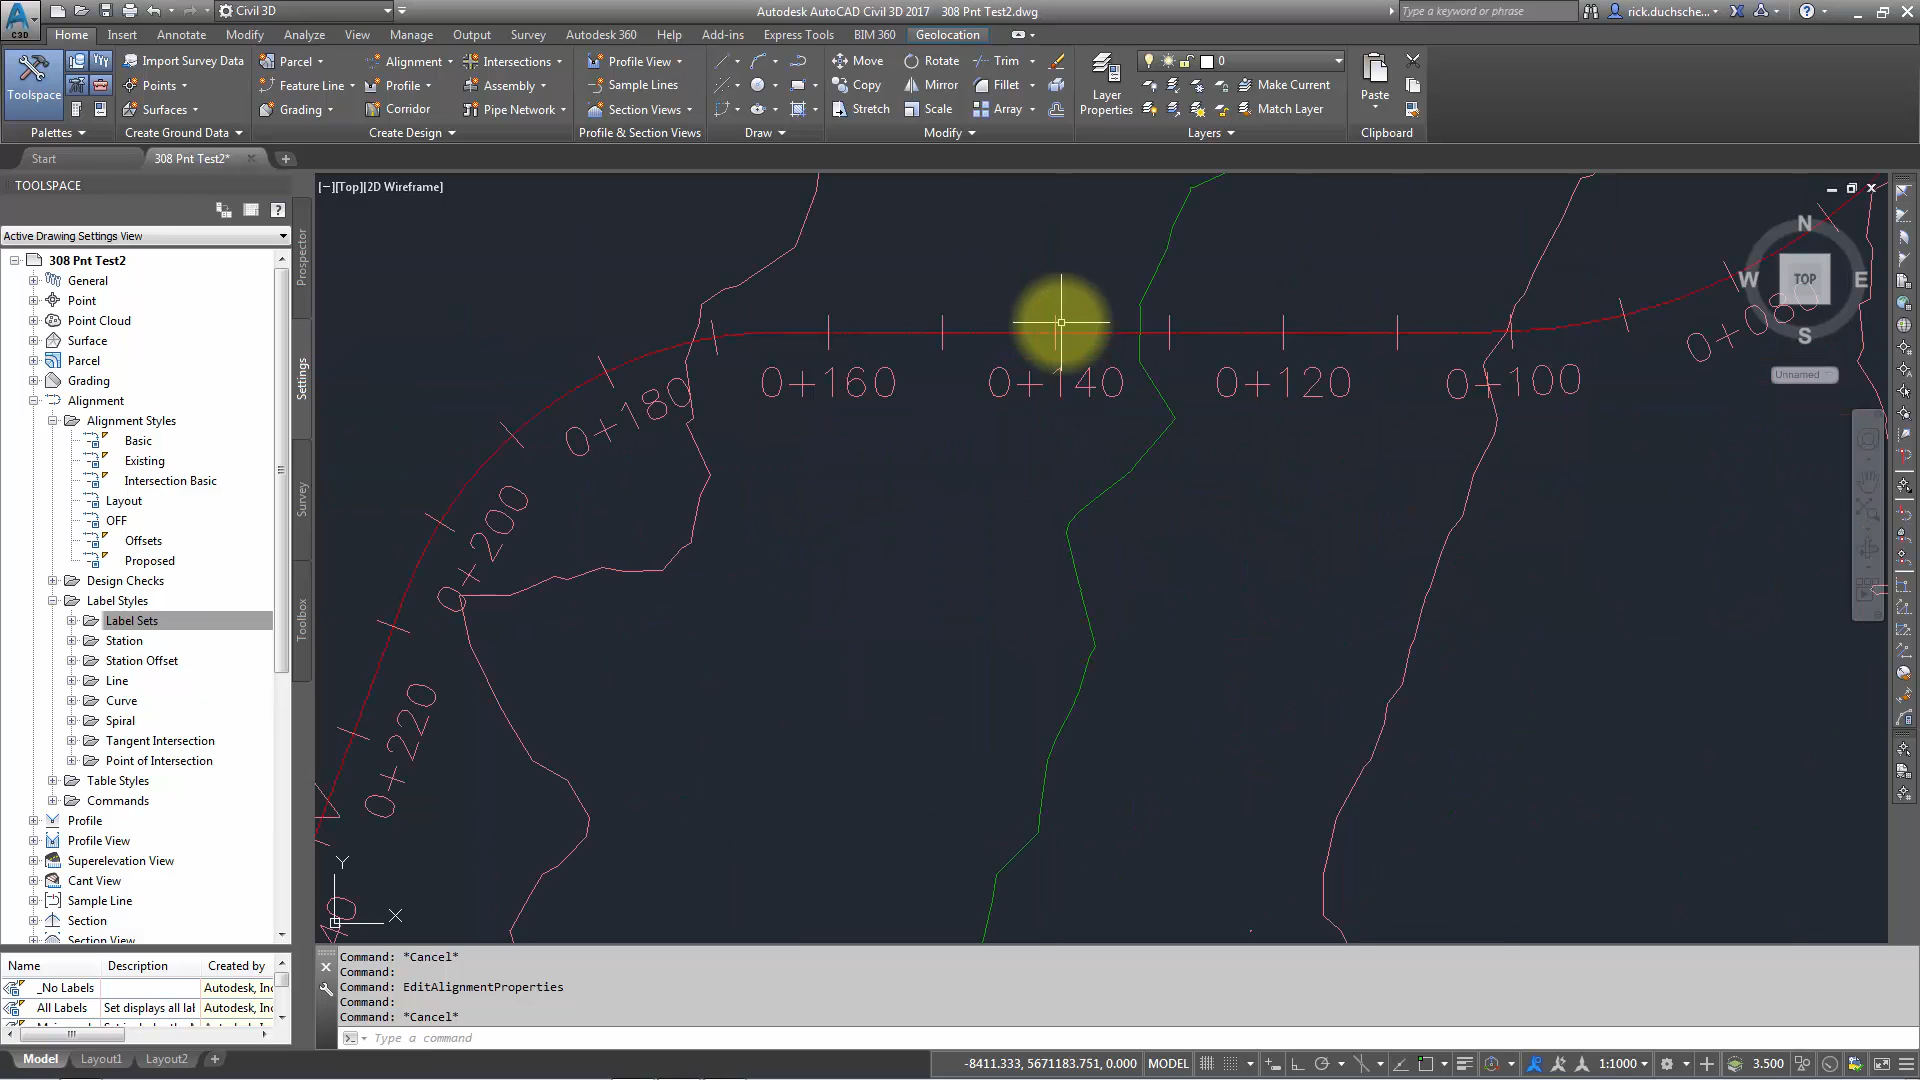 C3D
Civil 3D
Autodesk AutoCAD Civil 3D 2017   308 Pnt Test2.dwg
Type a keyword or phrase
rick.duchsche...
Home Insert Annotate Modify Analyze View Manage Output Survey Autodesk 360 Help Add-ins Express Tools BIM 360 Geolocation
Toolspace
Import Survey Data
Points
Surfaces
Parcel
Feature Line
Grading
Alignment
Profile
Corridor
Intersections
Assembly
Pipe Network
Profile View
Sample Lines
Section Views
Move
Copy
Stretch
Rotate
Mirror
Scale
Trim
Fillet
Array
Layer
Properties
0
Make Current
Match Layer
Paste
Palettes
Create Ground Data
Create Design
Profile & Section Views
Draw
Modify
Layers
Clipboard
Start
308 Pnt Test2*
TOOLSPACE
Active Drawing Settings View
308 Pnt Test2
General
Point
Point Cloud
Surface
Parcel
Grading
Alignment
Alignment Styles
Basic
Existing
Intersection Basic
Layout
OFF
Offsets
Proposed
Design Checks
Label Styles
Label Sets
Station
Station Offset
Line
Curve
Spiral
Tangent Intersection
Point of Intersection
Table Styles
Commands
Profile
Profile View
Superelevation View
Cant View
Sample Line
Section
Section View
Prospector
Settings
Survey
Toolbox
Name Description Created by
_No Labels Autodesk, Inc
All Labels Set displays all lal Autodesk, Inc
[−][Top][2D Wireframe]
N
W TOP E
S
Unnamed
0+080
0+100
0+120
0+140
0+160
0+180
0+200
0+220
Y
X
Command: *Cancel*
Command:
Command: EditAlignmentProperties
Command:
Command: *Cancel*
Type a command
Model Layout1 Layout2
-8411.333, 5671183.751, 0.000 MODEL
1:1000
3.500